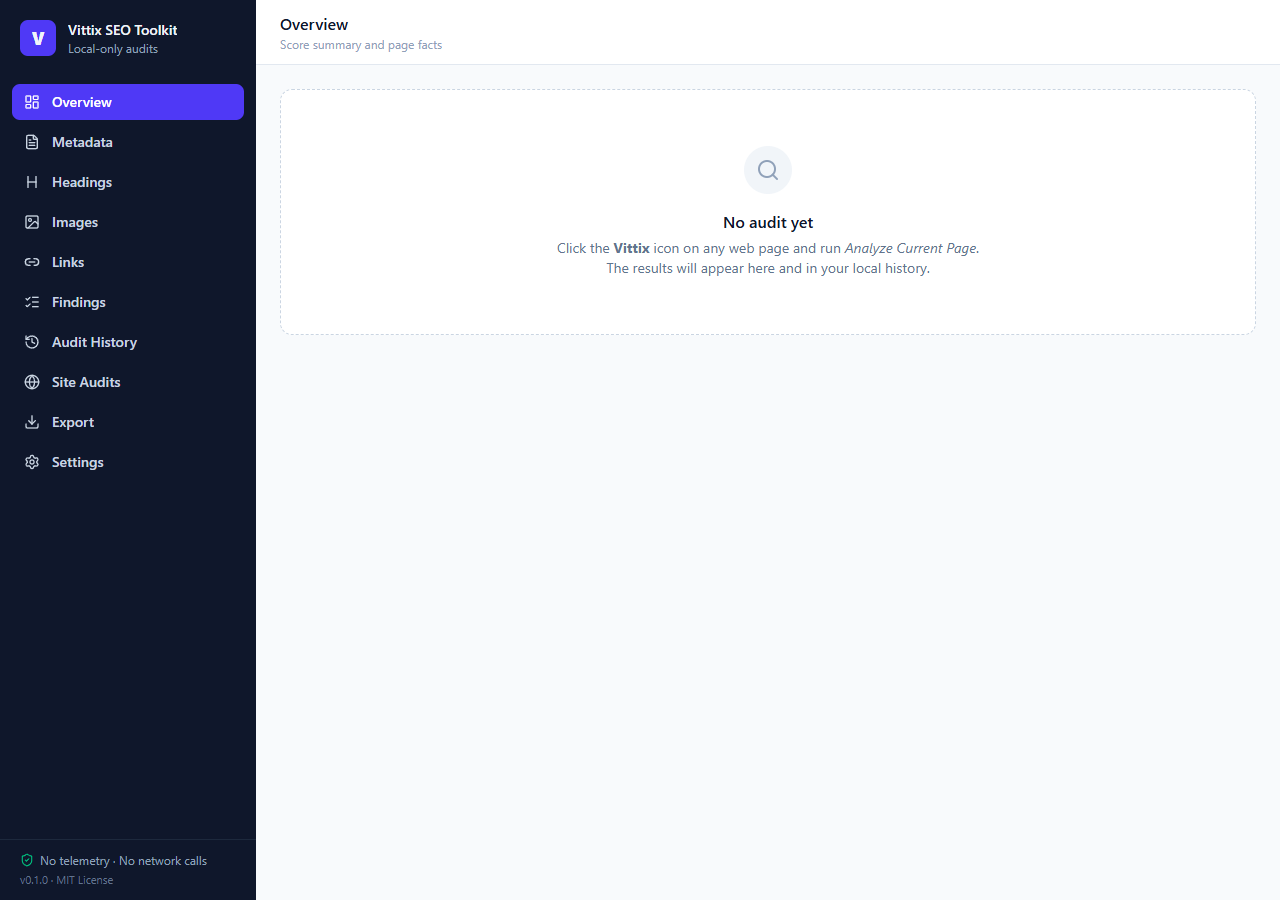 V
Vittix SEO Toolkit
Local-only audits
Overview
Metadata
Headings
Images
Links
Findings
Audit History
Site Audits
Export
Settings
No telemetry · No network calls
v0.1.0 · MIT License
Overview
Score summary and page facts
No audit yet
Click the Vittix icon on any web page and run Analyze Current Page.
The results will appear here and in your local history.